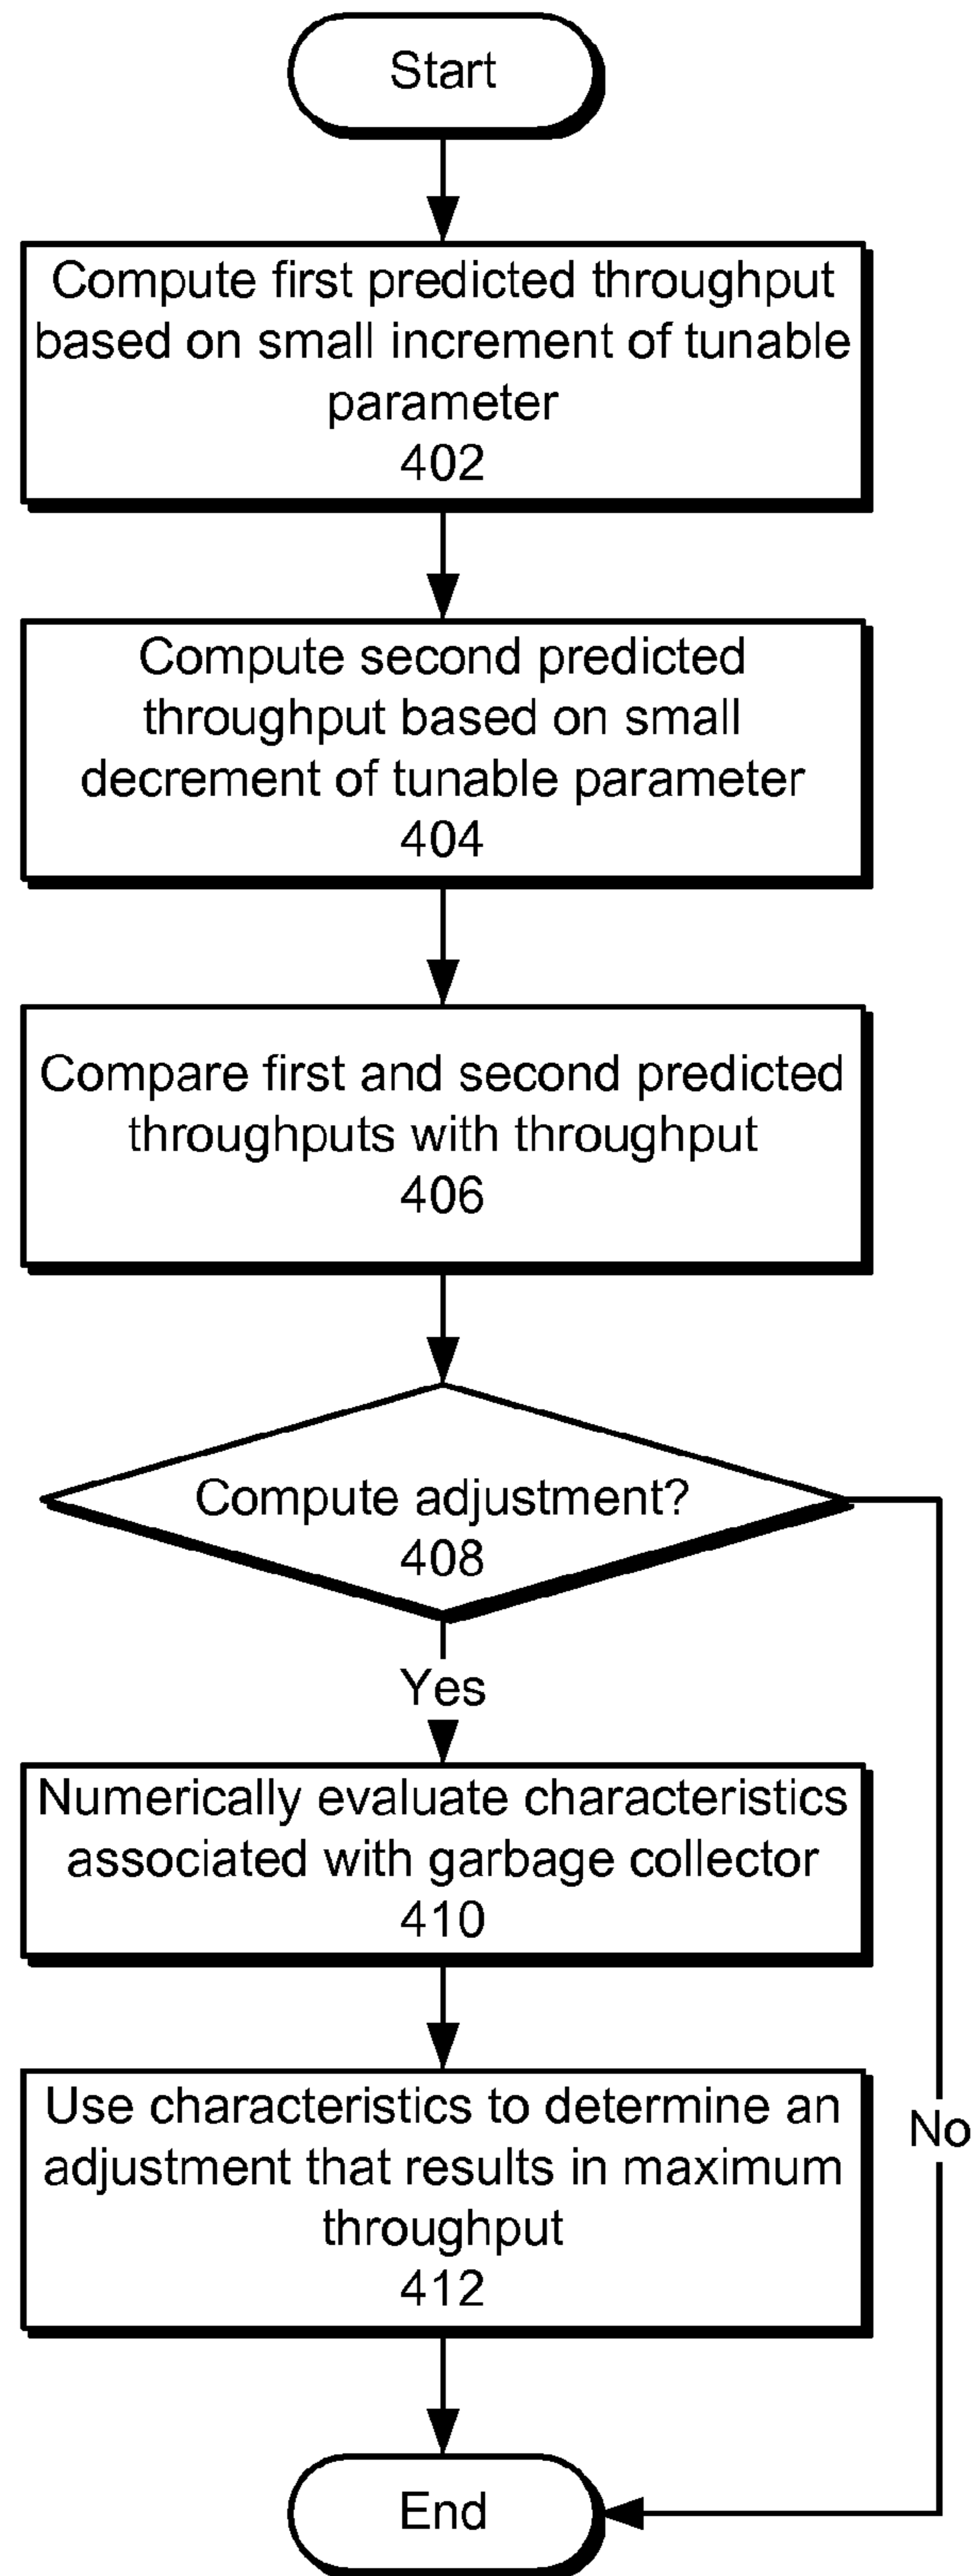 Start
Compute first predicted throughput
based on small increment of tunable
parameter
402
Compute second predicted
throughput based on small
decrement of tunable parameter
404
Compare first and second predicted
throughputs with throughput
406
Compute adjustment?
408
Yes
Numerically evaluate characteristics
associated with garbage collector
410
Use characteristics to determine an
adjustment that results in maximum
throughput
412
No
End